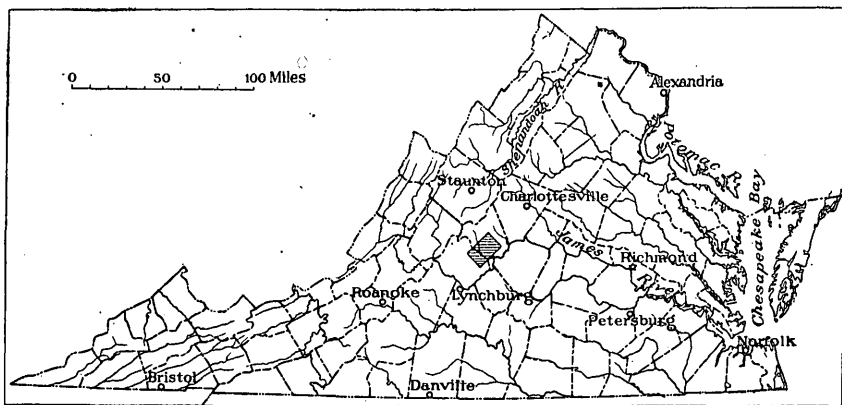 0 50 100 Miles
Alexandria
Shenandoah R
Potomac R
Staunton
Charlottesville
Chesapeake Bay
James River
Richmond
Roanoke
Lynchburg
Petersburg
Norfolk
Bristol
Danville